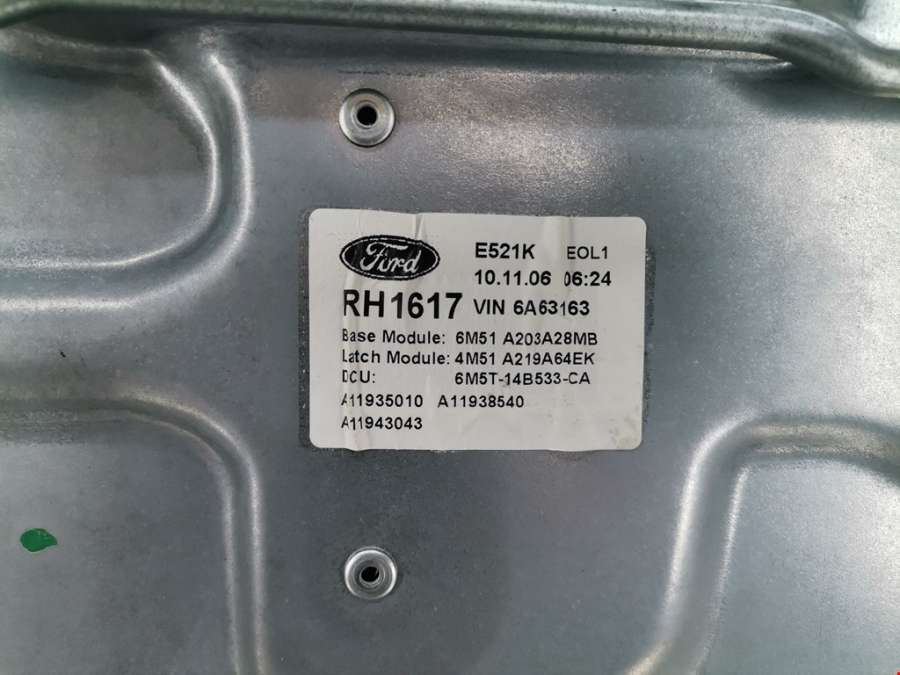 Ford
E521K EOL1
10.11.06 06:24
RH1617 VIN 6A63163
Base Module: 6M51 A203A28MB
Latch Module: 4M51 A219A64EK
DCU: 6M5T-14B533-CA
A11935010 A11938540
A11943043